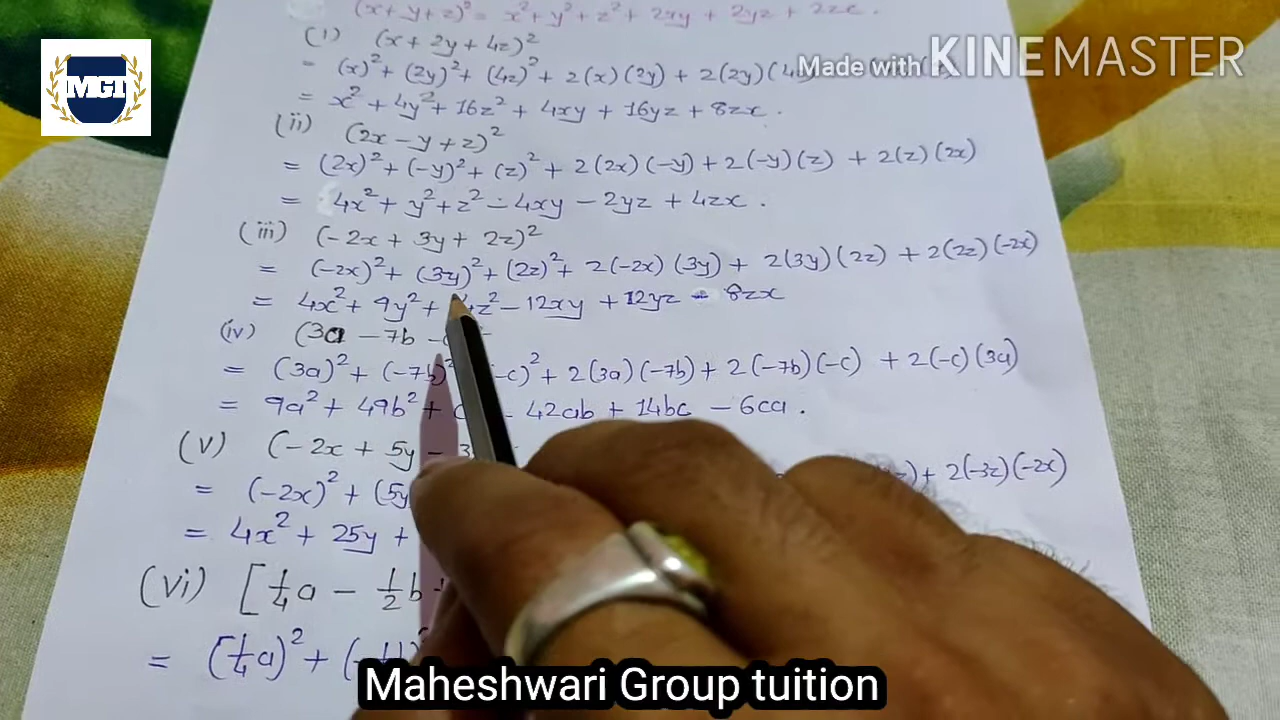 (x+y+z)² = x²+y²+z²+2xy+2yz+2zx.
(i) (x+2y+4z)²
= (x)²+(2y)²+(4z)²+2(x)(2y)+2(2y)(4
Made with KINEMASTER
MGI
= x²+4y²+16z²+4xy+16yz+8zx.
(ii) (2x-y+z)²
= (2x)²+(-y)²+(z)²+2(2x)(-y)+2(-y)(z)+2(z)(2x)
= 4x²+y²+z²-4xy-2yz+4zx.
(iii) (-2x+3y+2z)²
= (-2x)²+(3y)²+(2z)²+2(-2x)(3y)+2(3y)(2z)+2(2z)(-2x)
= 4x²+9y²+4z²-12xy+12yz-8zx
(iv) (3a-7b-
= (3a)²+(-7b)² -c)²+2(3a)(-7b)+2(-7b)(-c)+2(-c)(3a)
= 9a²+49b²+ - 42ab+14bc-6ca.
(v) (-2x+5y-3
= (-2x)²+(5y )+2(-3z)(-2x)
= 4x²+25y+
(vi) [1/4a-1/2b+
= (1/4a)²+(-
Maheshwari Group tuition